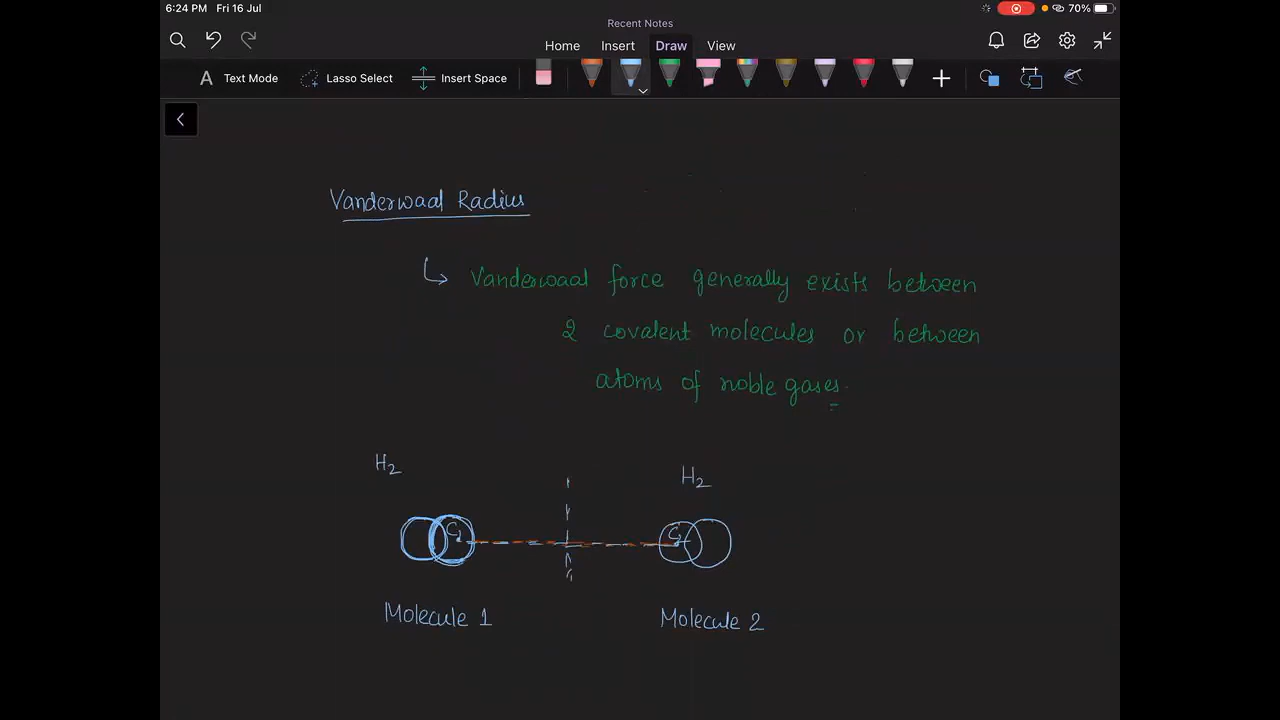 6:24 PM Fri 16 Jul
70%
Recent Notes
Home Insert Draw View
A Text Mode Lasso Select Insert Space
Vanderwaal Radius
Vanderwaal force generally exists between
2 covalent molecules or between
atoms of noble gases.
H2 H2
C1
Molecule 1 Molecule 2